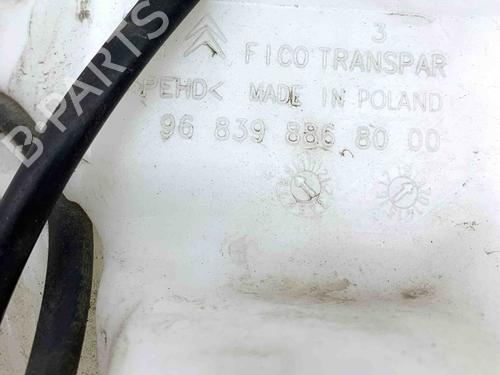 3
FICO TRANSPAR
PEHD< MADE IN POLAND
96 839 886 80 00
B-PARTS